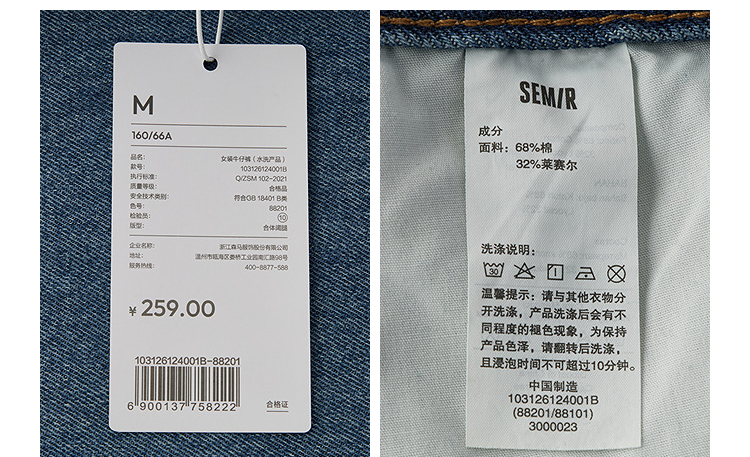 M
160/66A
品名: 女装牛仔裤（水洗产品）
款号: 103126124001B
执行标准: Q/ZSM 102-2021
质量等级: 合格品
安全技术类别: 符合GB 18401 B类
色号: 88201
检验员: 10
版型: 合体阔腿
企业名称: 浙江森马服饰股份有限公司
地址: 温州市瓯海区娄桥工业园南汇路98号
服务热线: 400-8877-588
¥ 259.00
103126124001B-88201
6 900137 758222
合格证
SEMIR
成分
面料: 68%棉
32%莱赛尔
洗涤说明:
30
温馨提示: 请与其他衣物分
开洗涤，产品洗涤后会有不
同程度的褪色现象，为保持
产品色泽，请翻转后洗涤，
且浸泡时间不可超过10分钟。
中国制造
103126124001B
(88201/88101)
3000023